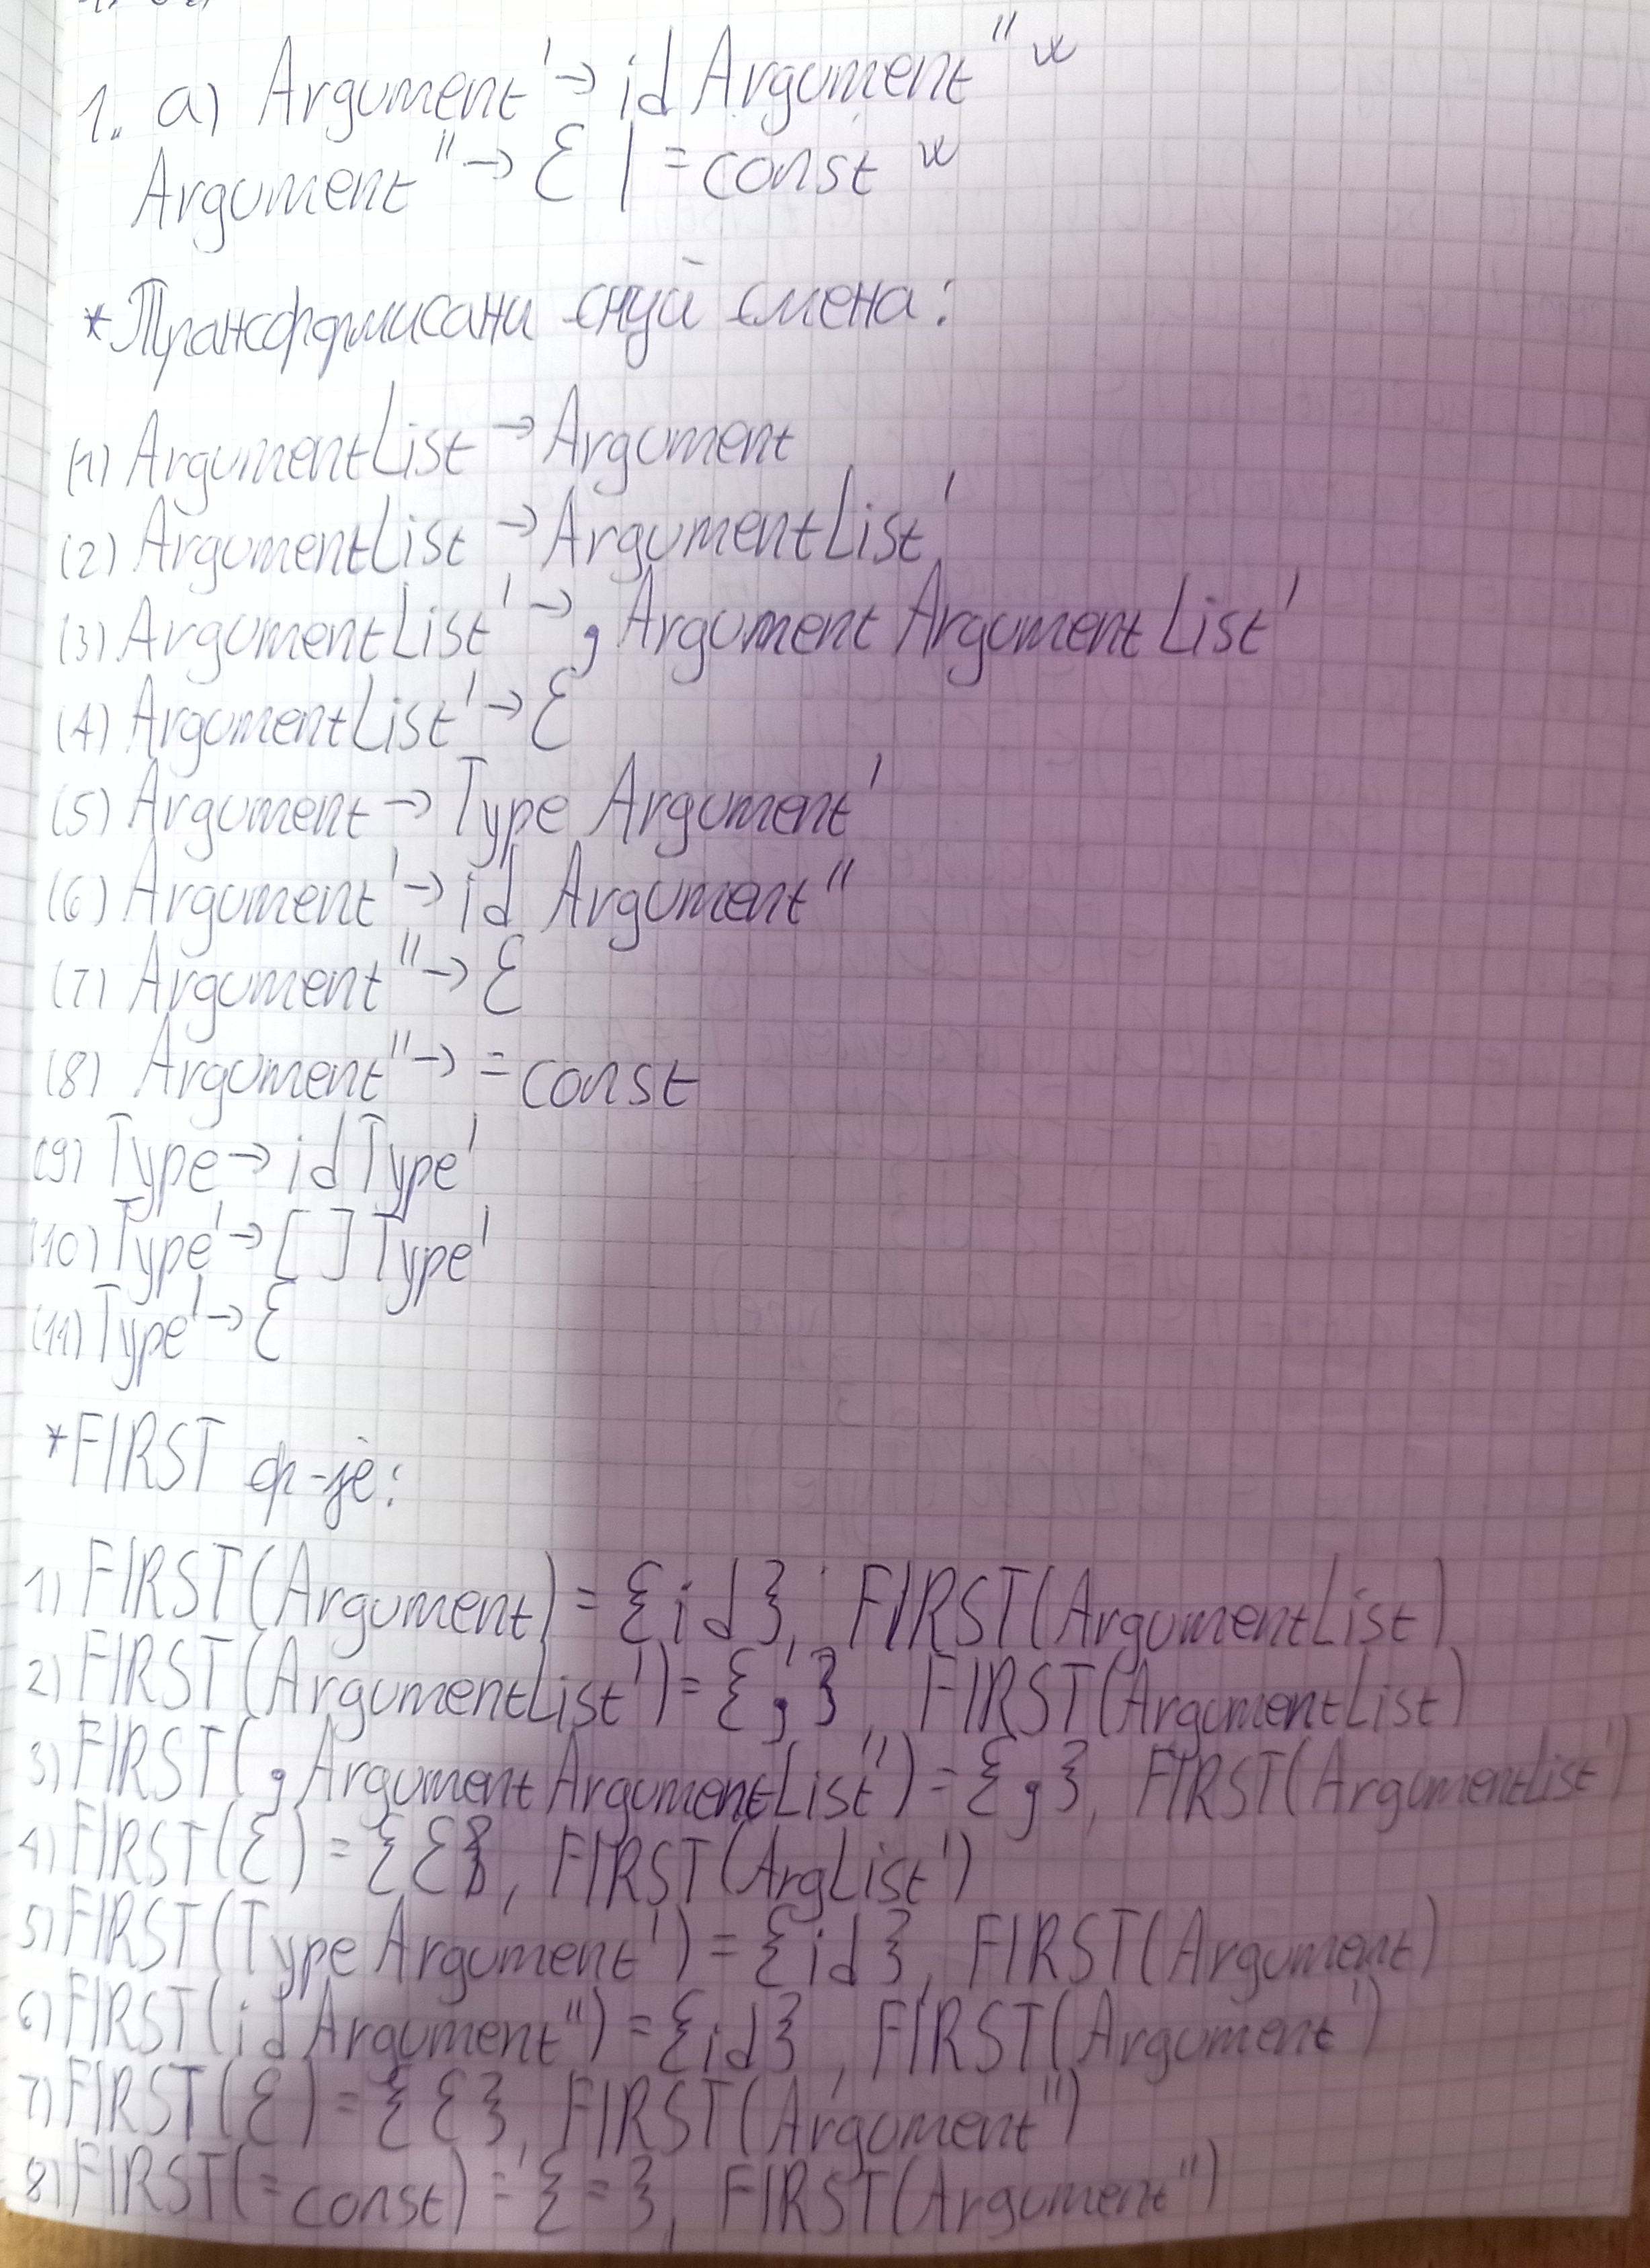 1. a) Argument' → id Argument"
Argument" → ε | = const
*Трансформисани скуп смена:
(1) ArgumentList → Argument
(2) ArgumentList → ArgumentList'
(3) ArgumentList' → , Argument ArgumentList'
(4) ArgumentList' → ε
(5) Argument → Type Argument'
(6) Argument' → id Argument"
(7) Argument" → ε
(8) Argument" → = const
(9) Type → id Type'
(10) Type' → [ ] Type'
(11) Type' → ε
*FIRST ф-је:
1) FIRST(Argument) = {id}, FIRST(ArgumentList)
2) FIRST(ArgumentList') = {,}, FIRST(ArgumentList)
3) FIRST(, Argument ArgumentList") = {,}, FIRST(ArgumentList')
4) FIRST(ε) = {ε}, FIRST(ArgList')
5) FIRST(Type Argument') = {id}, FIRST(Argument)
6) FIRST(id Argument") = {id}, FIRST(Argument')
7) FIRST(ε) = {ε}, FIRST(Argument")
8) FIRST(= const) = {=}, FIRST(Argument")